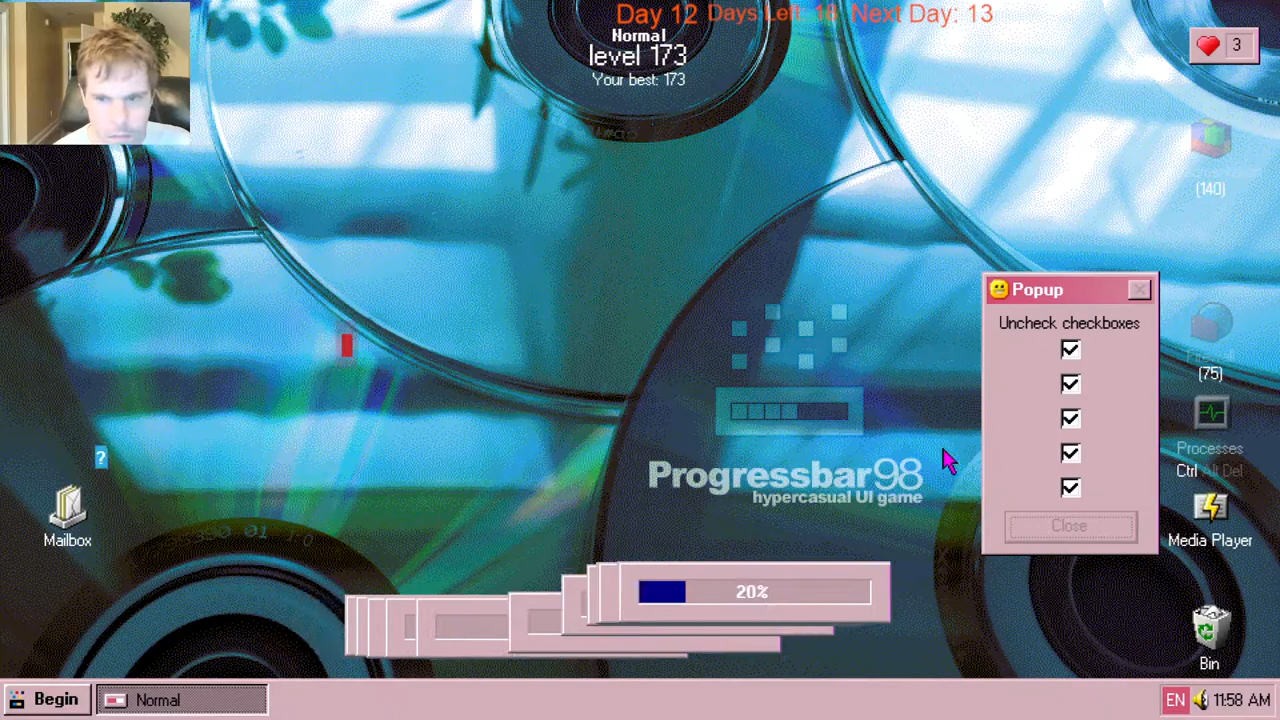 Day 12 Days Left: 18 Next Day: 13
Normal
level 173
Your best: 173
3
(140)
Popup
Uncheck checkboxes
(75)
Processes
Ctrl Alt Del
Close
Progressbar98
hypercasual UI game
?
Mailbox
Media Player
20%
Bin
Begin
Normal
EN
11:58 AM